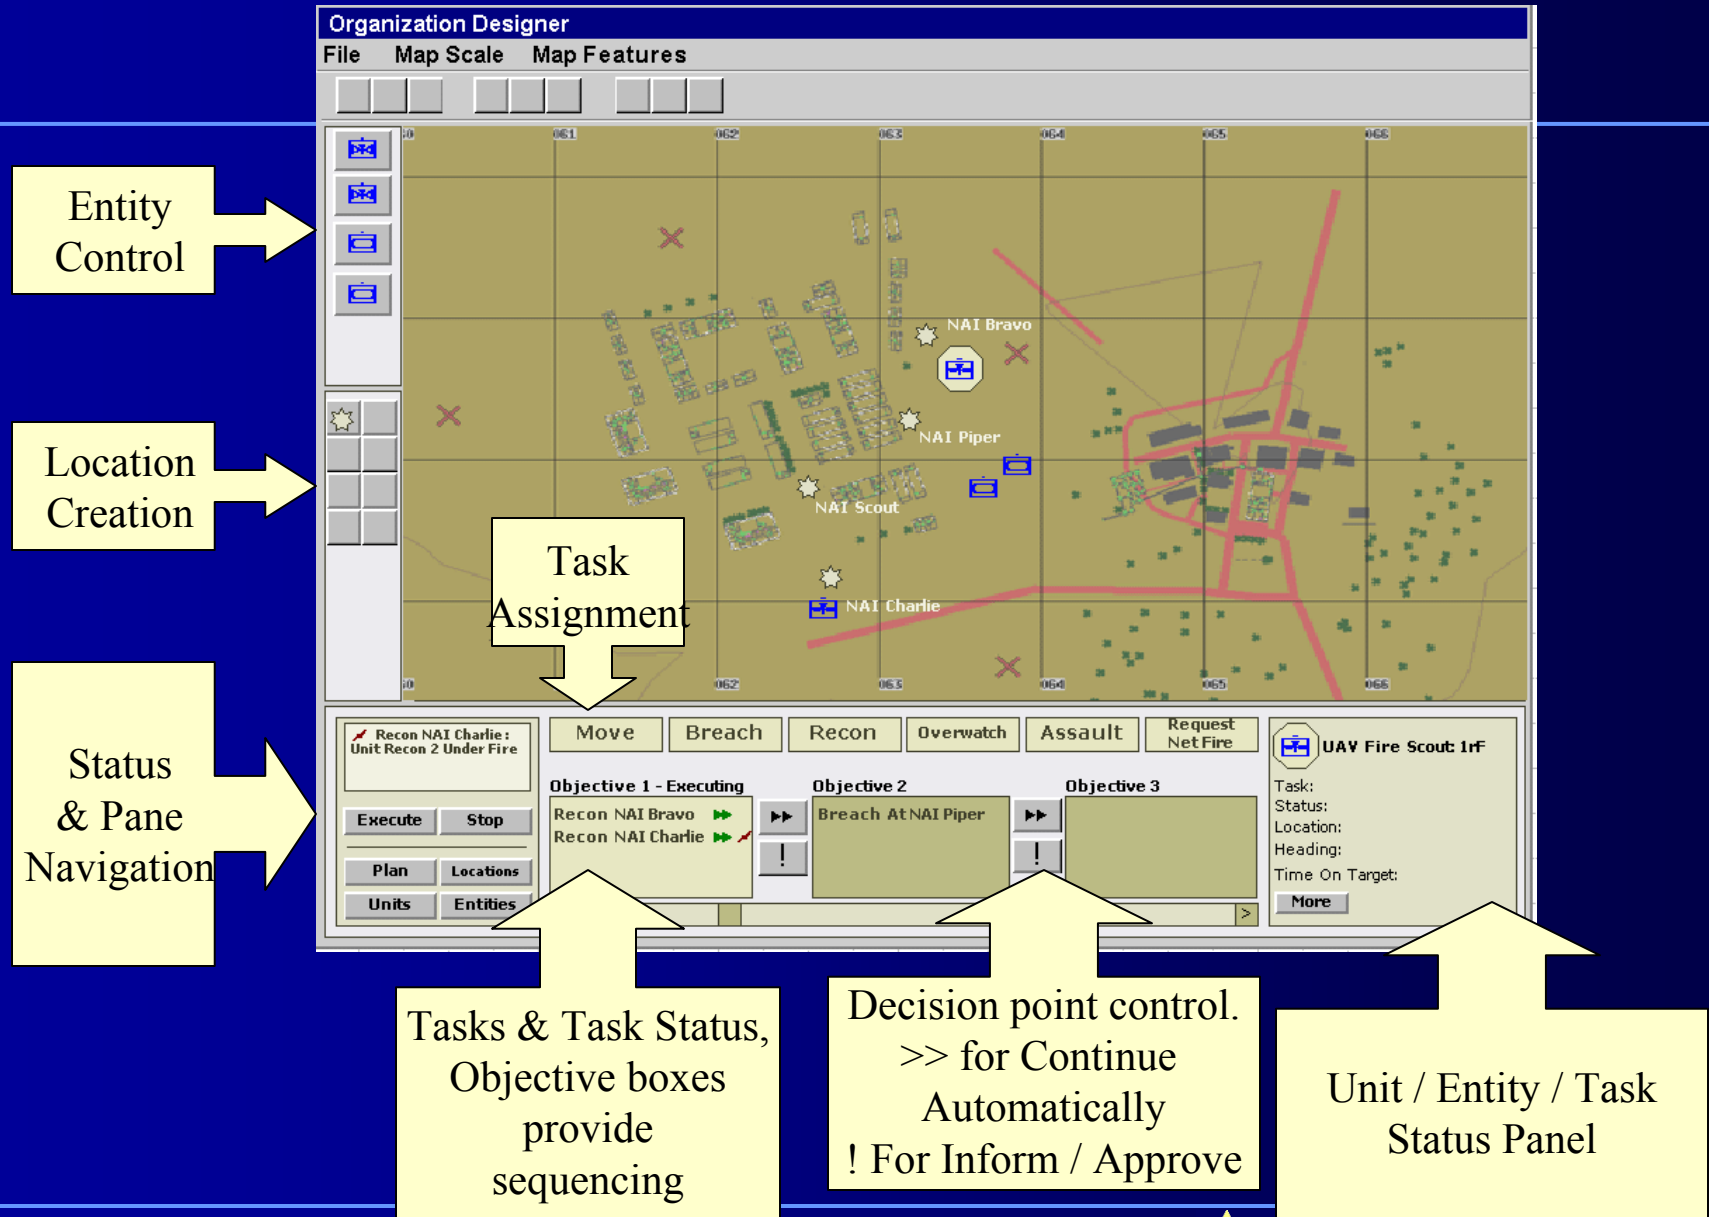 Organization Designer
File Map Scale Map Features
061 062 063 064 065 066
Entity
Control
NAI Bravo
NAI Piper
Location
Creation
NAI Scout
Task
Assignment
NAI Charlie
062 063 064 065 066
Status
& Pane
Navigation
Recon NAI Charlie:
Unit Recon 2 Under Fire
Execute Stop
Plan Locations
Units Entities
Move Breach Recon Overwatch Assault Request
Net Fire
Objective 1 - Executing
Recon NAI Bravo
Recon NAI Charlie
!
Objective 2
Breach At NAI Piper
!
Objective 3
>
UAV Fire Scout: 1rF
Task:
Status:
Location:
Heading:
Time On Target:
More
Tasks & Task Status,
Objective boxes
provide
sequencing
Decision point control.
>> for Continue
Automatically
! For Inform / Approve
Unit / Entity / Task
Status Panel